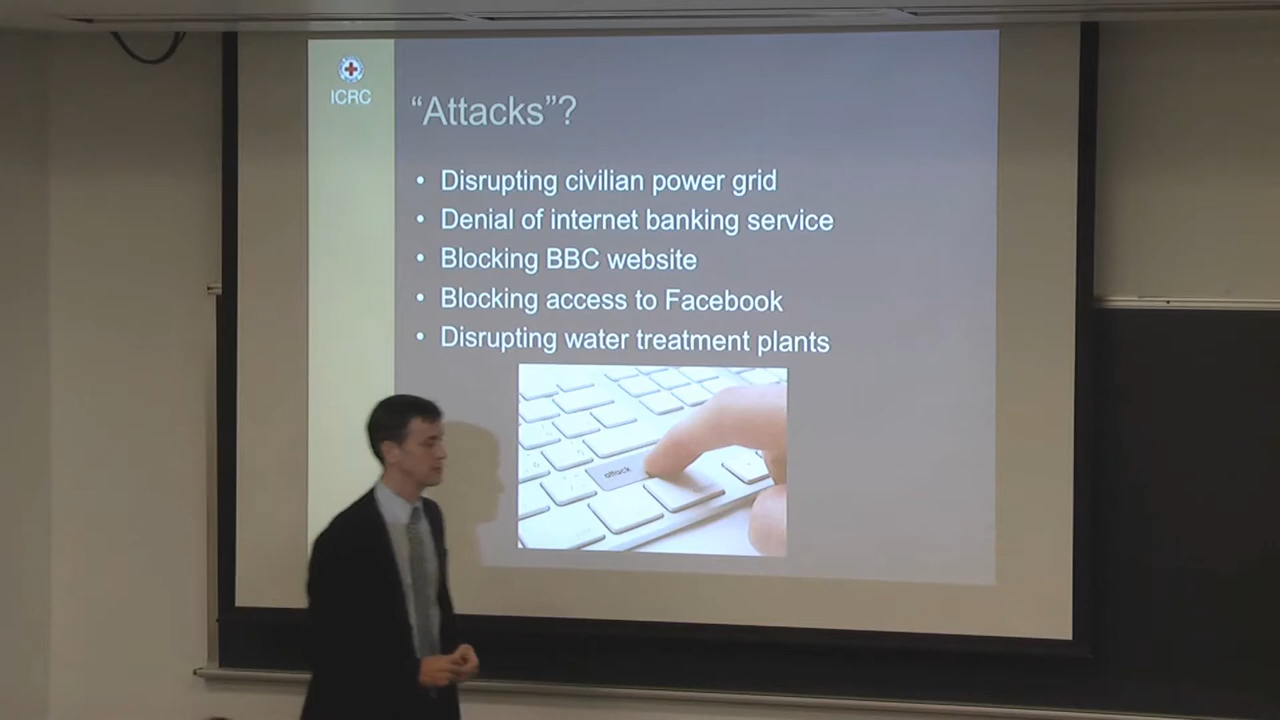 ICRC
“Attacks”?
• Disrupting civilian power grid
• Denial of internet banking service
• Blocking BBC website
• Blocking access to Facebook
• Disrupting water treatment plants
attack